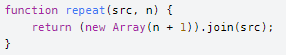 function repeat(src, n) {
    return (new Array(n + 1)).join(src);
}